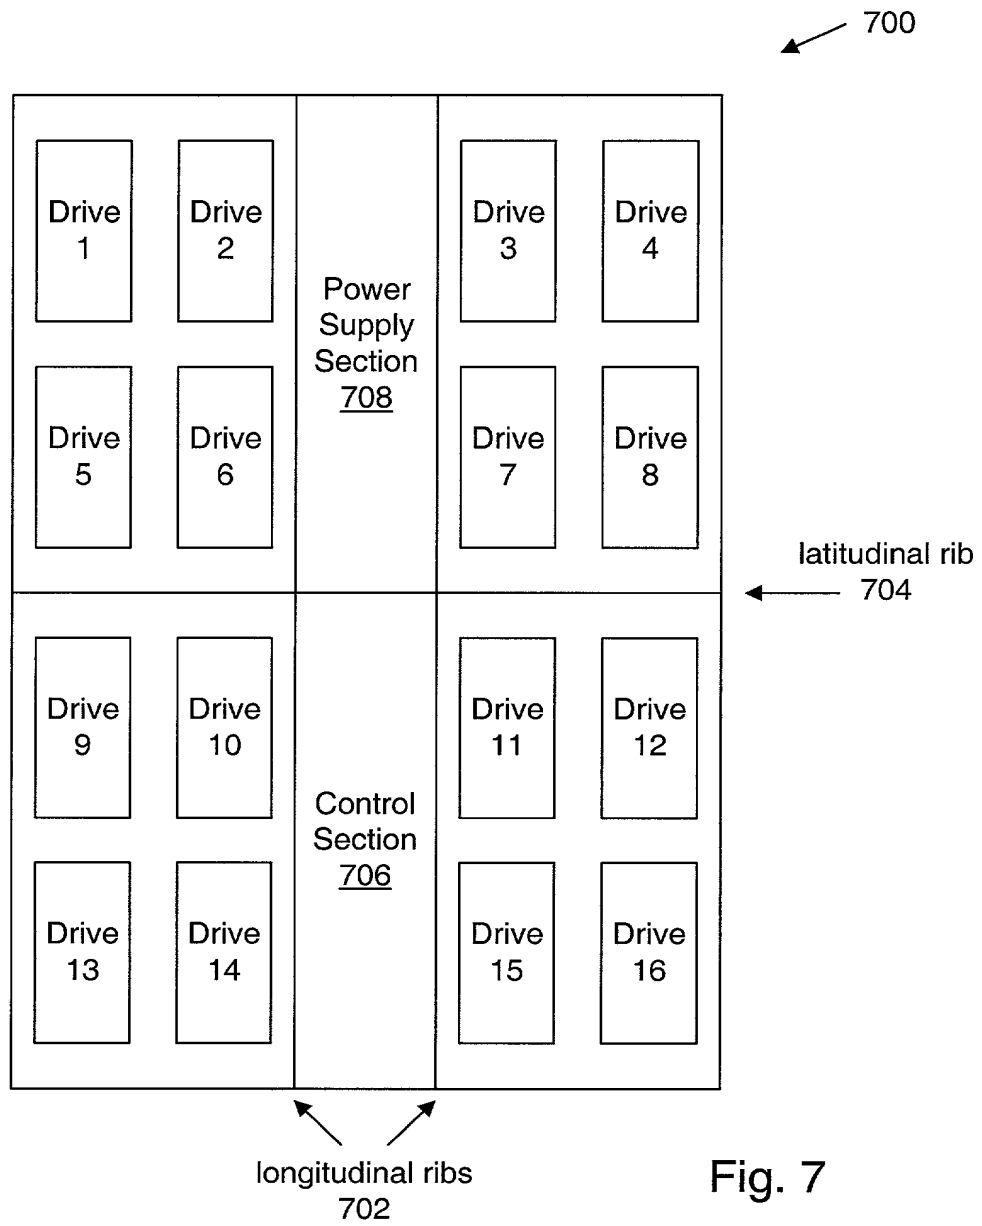 700
Drive
1
Drive
2
Drive
3
Drive
4
Power
Supply
Section
708
Drive
5
Drive
6
Drive
7
Drive
8
latitudinal rib
704
Drive
9
Drive
10
Drive
11
Drive
12
Control
Section
706
Drive
13
Drive
14
Drive
15
Drive
16
longitudinal ribs
702
Fig. 7